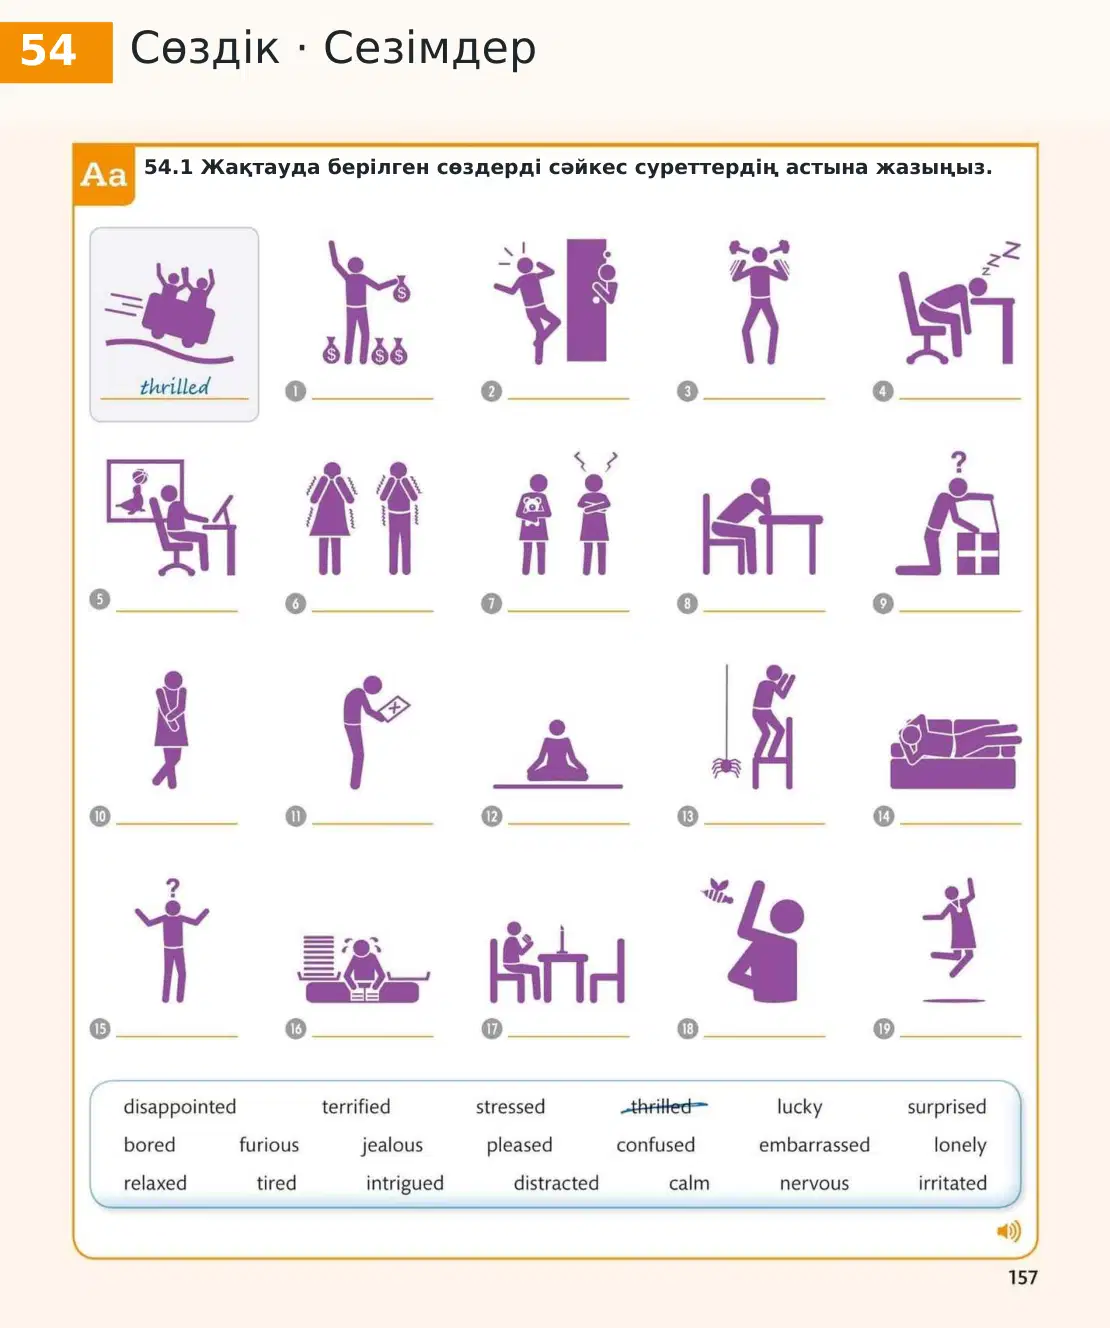 54 Сөздік · Сезімдер
Aa 54.1 Жақтауда берілген сөздерді сәйкес суреттердің астына жазыңыз.
$
$ $ $
z z z
thrilled
1 2 3 4
?
5 6 7 8 9
10 11 12 13 14
?
15 16 17 18 19
disappointed terrified stressed thrilled lucky surprised
bored furious jealous pleased confused embarrassed lonely
relaxed tired intrigued distracted calm nervous irritated
157